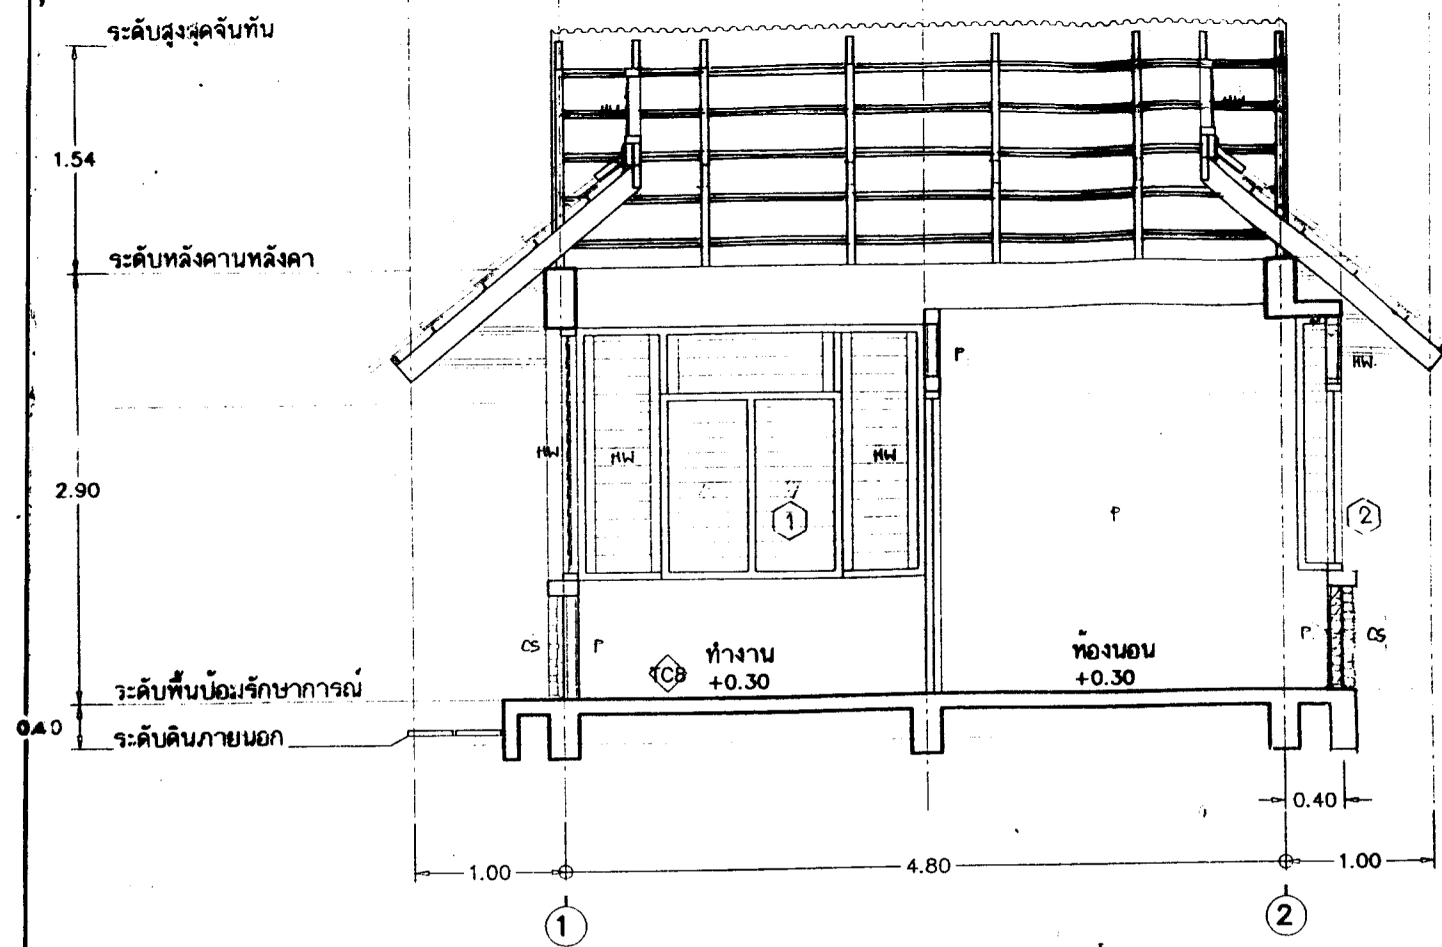 ระดับสูงสุดจันทัน
1.54
ระดับหลังคานหลังคา
P
HW
HW
HW
HW
2.90
1
P
2
CS
P
ทำงาน
ห้องนอน
P
CS
TCB
+0.30
+0.30
ระดับพื้นป้อมรักษาการณ์
0.40
ระดับดินภายนอก
0.40
1.00
4.80
1.00
1
2